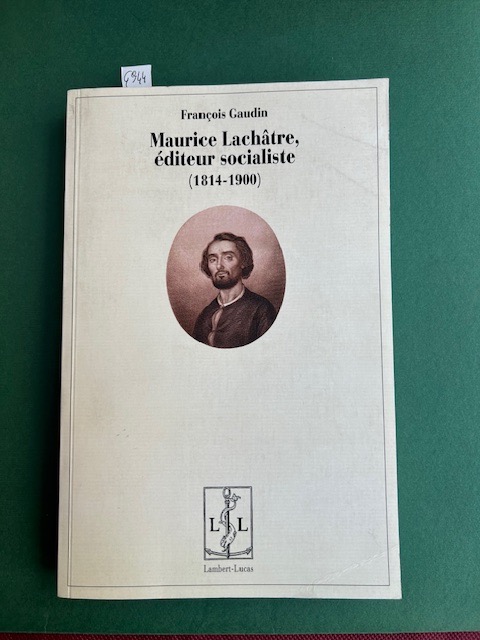 6944
François Gaudin
Maurice Lachâtre,
éditeur socialiste
(1814-1900)
L L
Lambert-Lucas